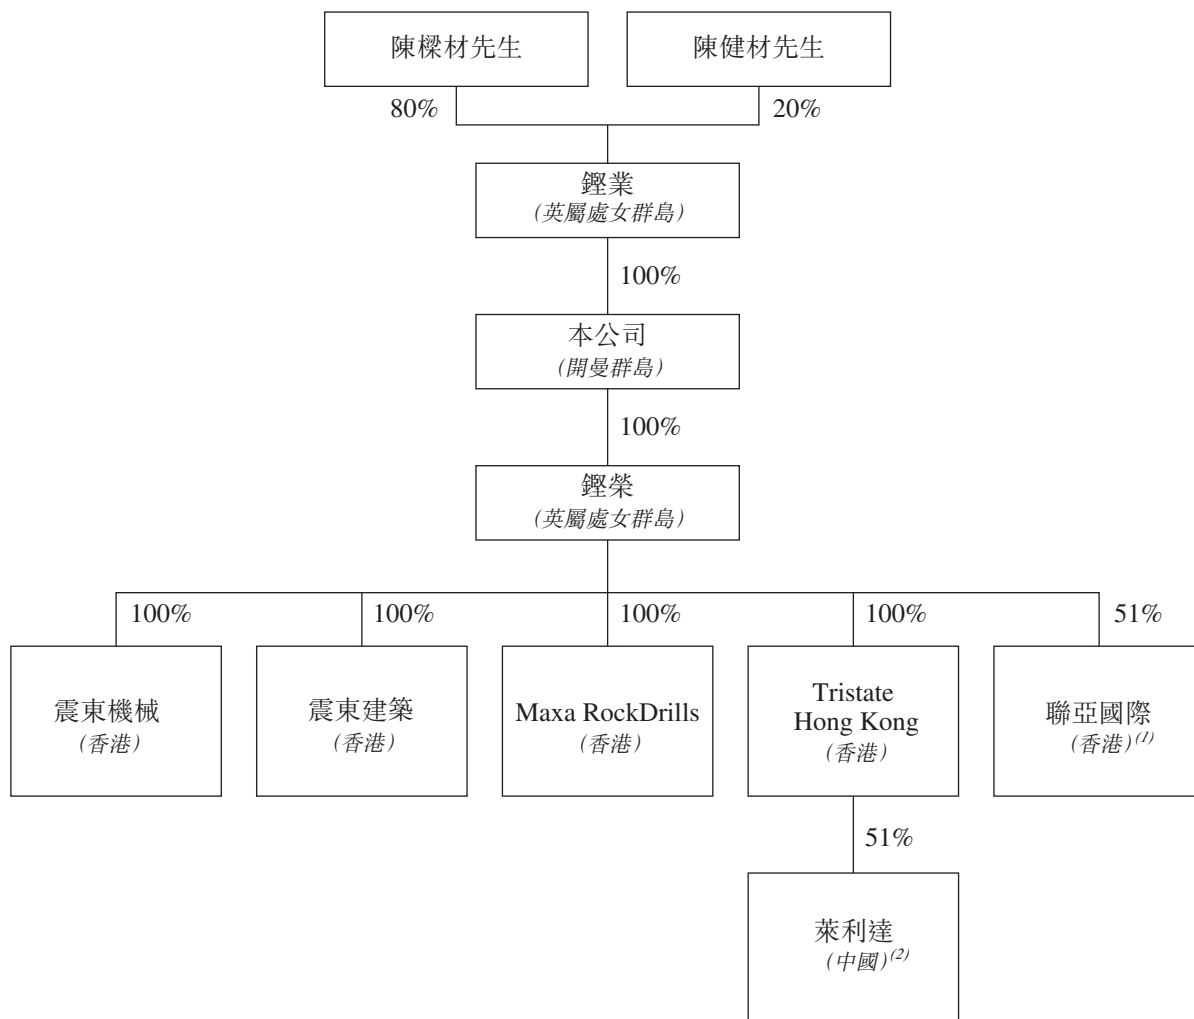 陳樑材先生
陳健材先生
80%
20%
鏗業
(英屬處女群島)
100%
本公司
(開曼群島)
100%
鏗榮
(英屬處女群島)
100%
100%
100%
100%
51%
震東機械
(香港)
震東建築
(香港)
Maxa RockDrills
(香港)
Tristate
Hong Kong
(香港)
聯亞國際
(香港)(1)
51%
萊利達
(中國)(2)